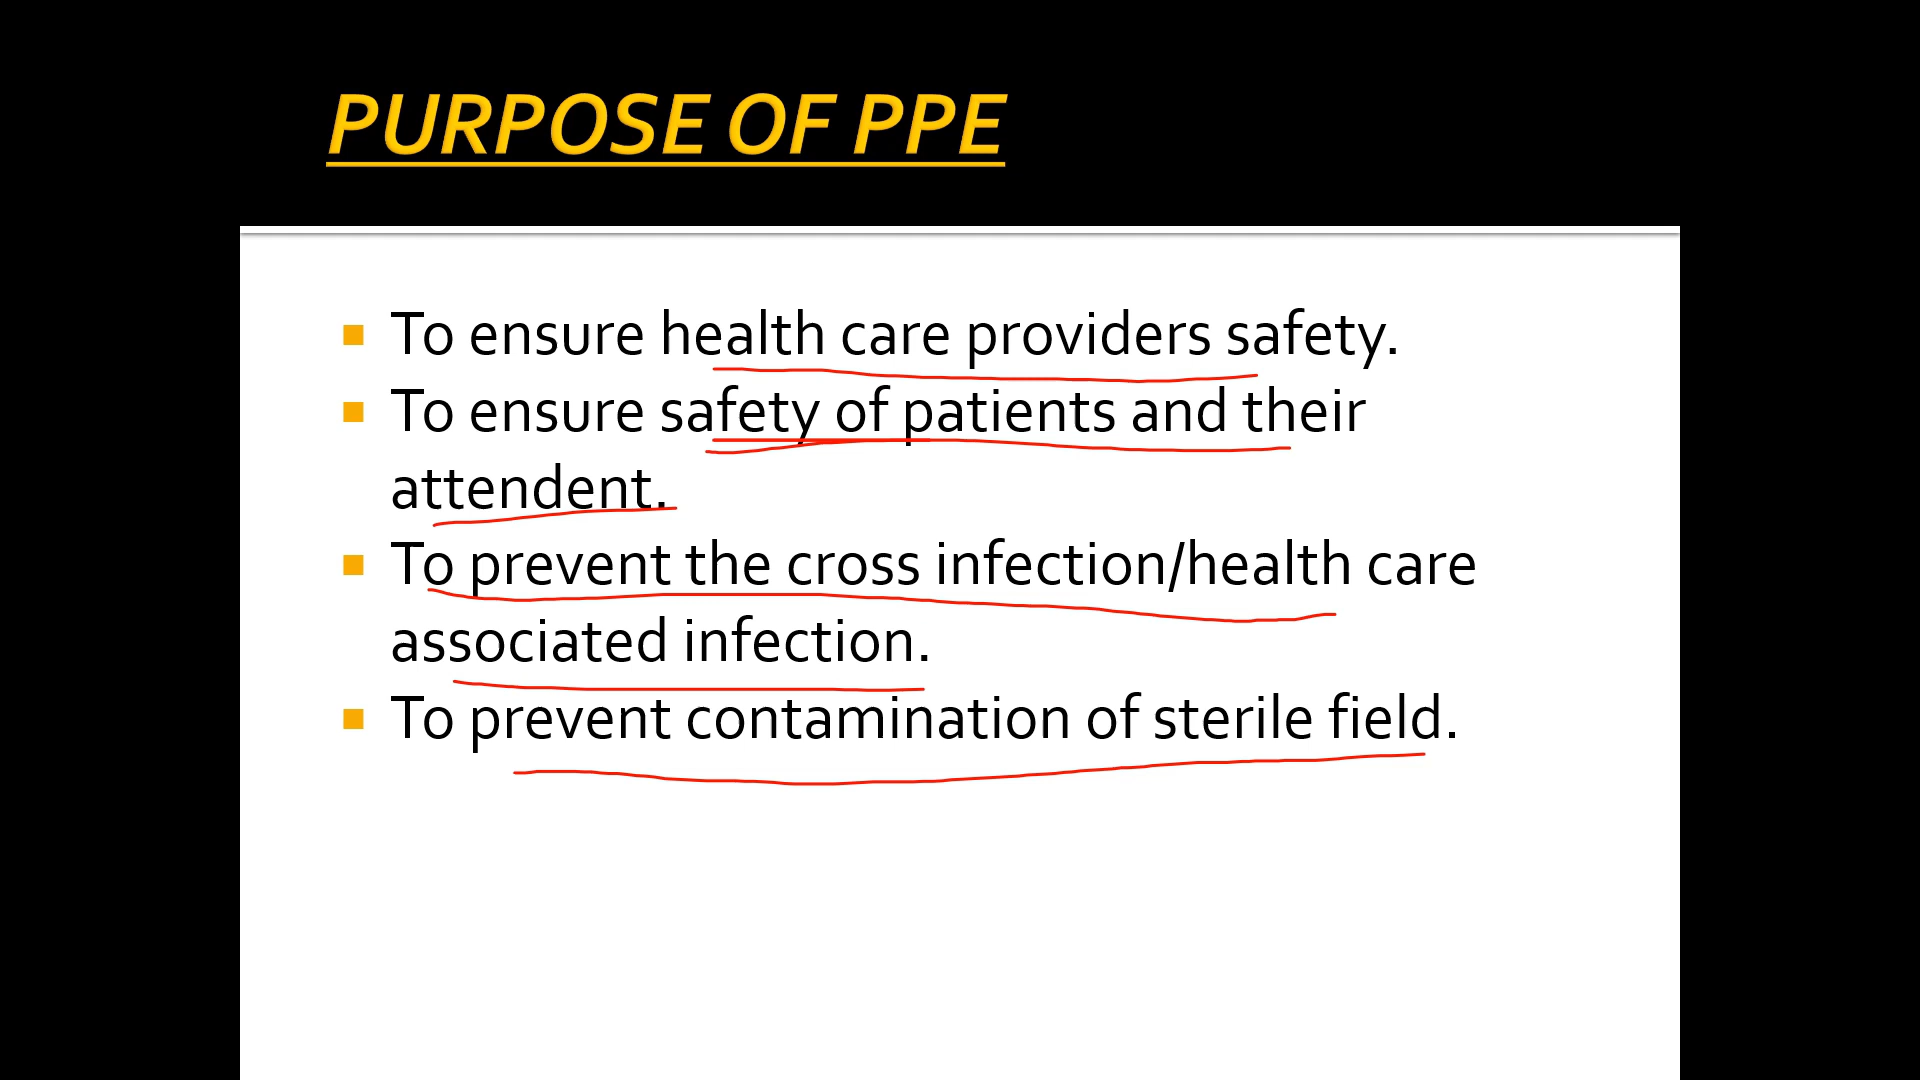 PURPOSE OF PPE
To ensure health care providers safety.
To ensure safety of patients and their
attendent.
To prevent the cross infection/health care
associated infection.
To prevent contamination of sterile field.